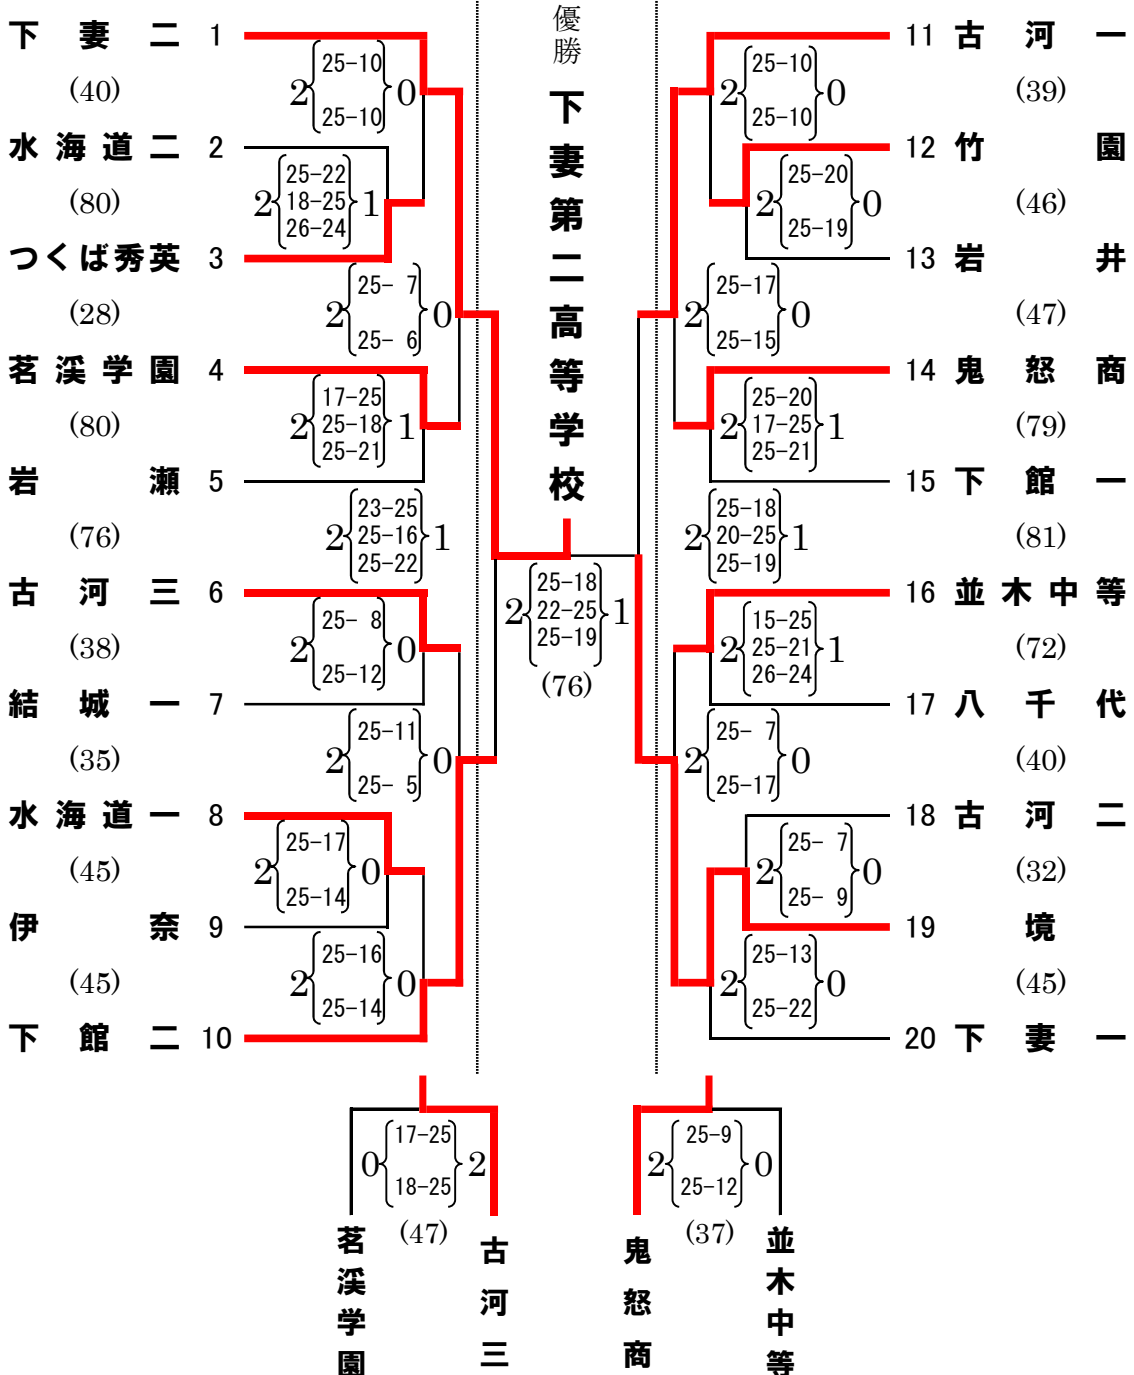 優勝
下妻第二高等学校
下妻二 1
25-10
2 0
25-10
(40)
水海道二 2
25-22
2 18-25 1
26-24
(80)
つくば秀英 3
25- 7
2 0
25- 6
(28)
茗渓学園 4
17-25
2 25-18 1
25-21
(80)
岩瀬 5
23-25
2 25-16 1
25-22
(76)
古河三 6
25- 8
2 0
25-12
(38)
結城一 7
25-11
2 0
25- 5
(35)
水海道一 8
25-17
2 0
25-14
(45)
伊奈 9
25-16
2 0
25-14
(45)
下館二 10
25-18
2 22-25 1
25-19
(76)
11 古河一
25-10
2 0
25-10
(39)
12 竹園
25-20
2 0
25-19
(46)
13 岩井
25-17
2 0
25-15
(47)
14 鬼怒商
25-20
2 17-25 1
25-21
(79)
15 下館一
25-18
2 20-25 1
25-19
(81)
16 並木中等
15-25
2 25-21 1
26-24
(72)
17 八千代
25- 7
2 0
25-17
(40)
18 古河二
25- 7
2 0
25- 9
(32)
19 境
25-13
2 0
25-22
(45)
20 下妻一
17-25
0 2
18-25
(47)
茗渓学園
古河三
25-9
2 0
25-12
(37)
鬼怒商
並木中等